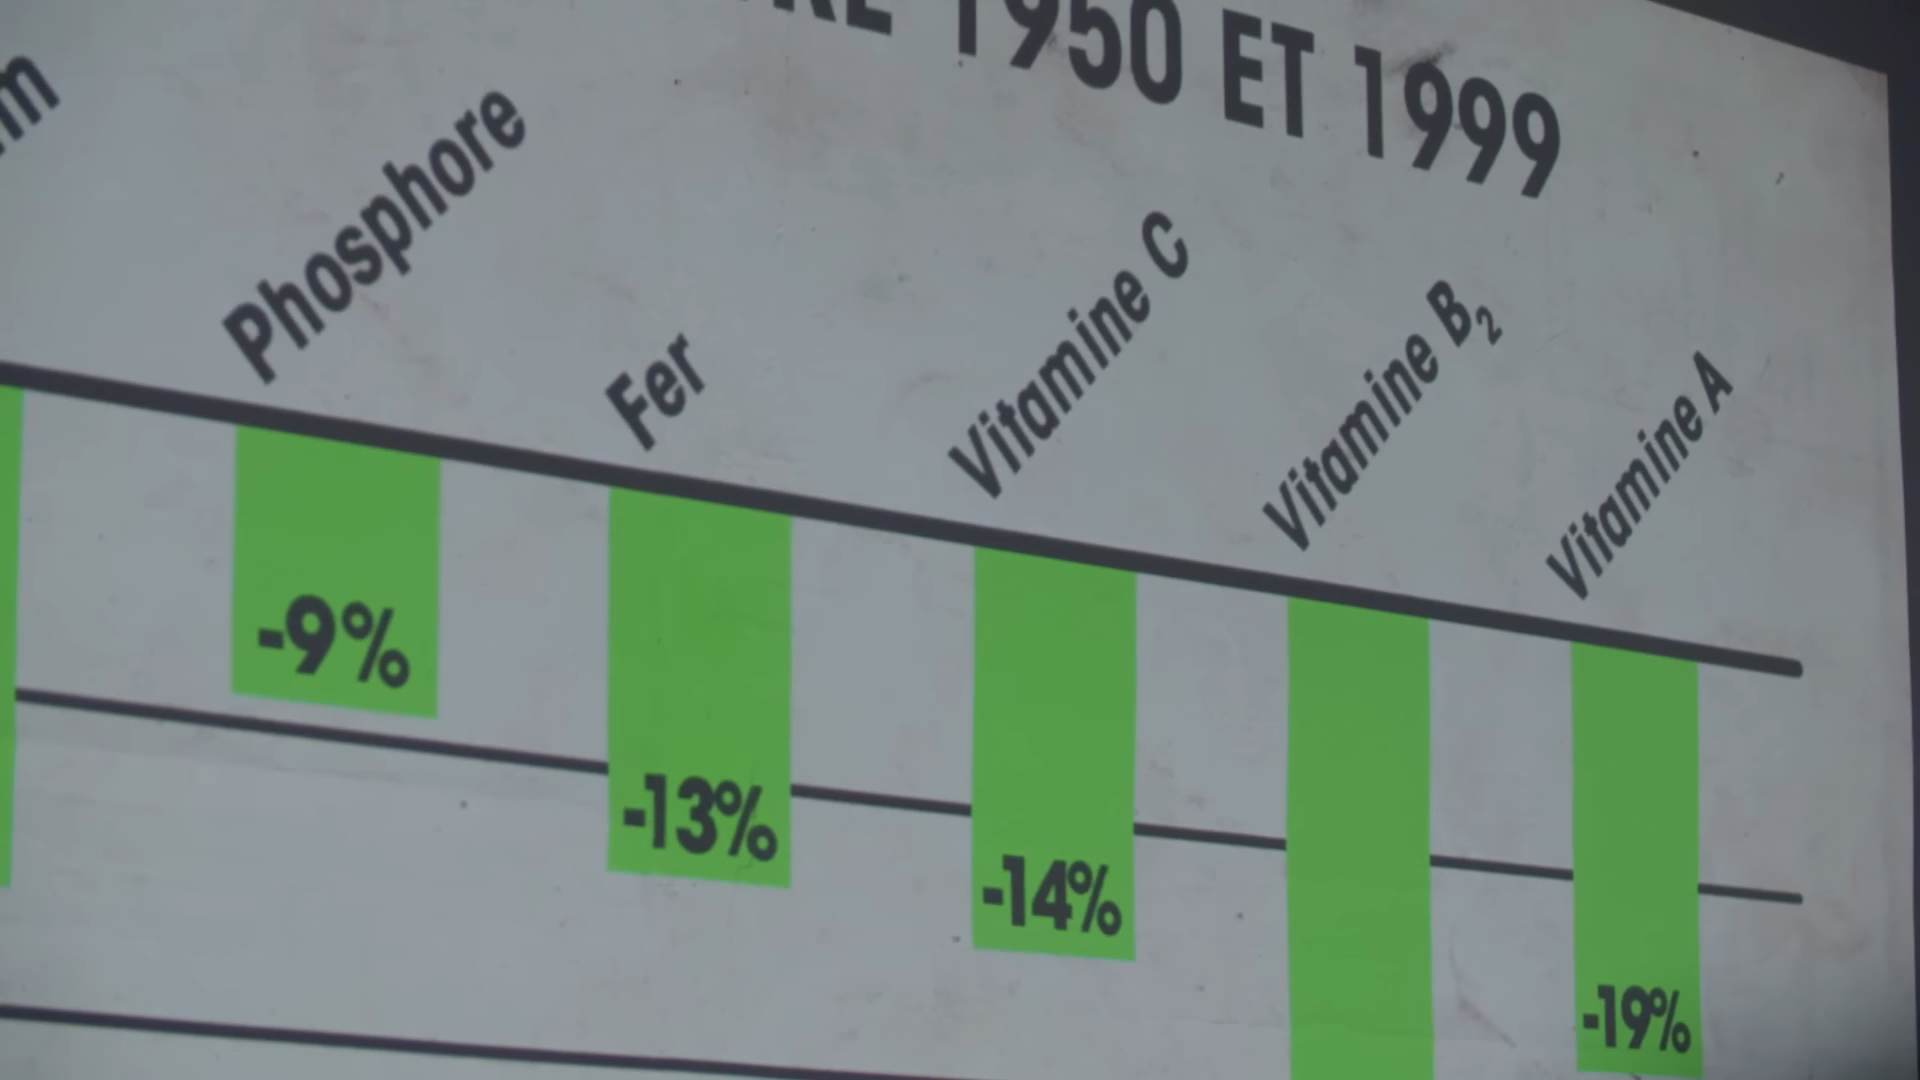 1950 ET 1999
Phosphore
Fer
Vitamine C
Vitamine B₂
Vitamine A
-9%
-13%
-14%
-19%